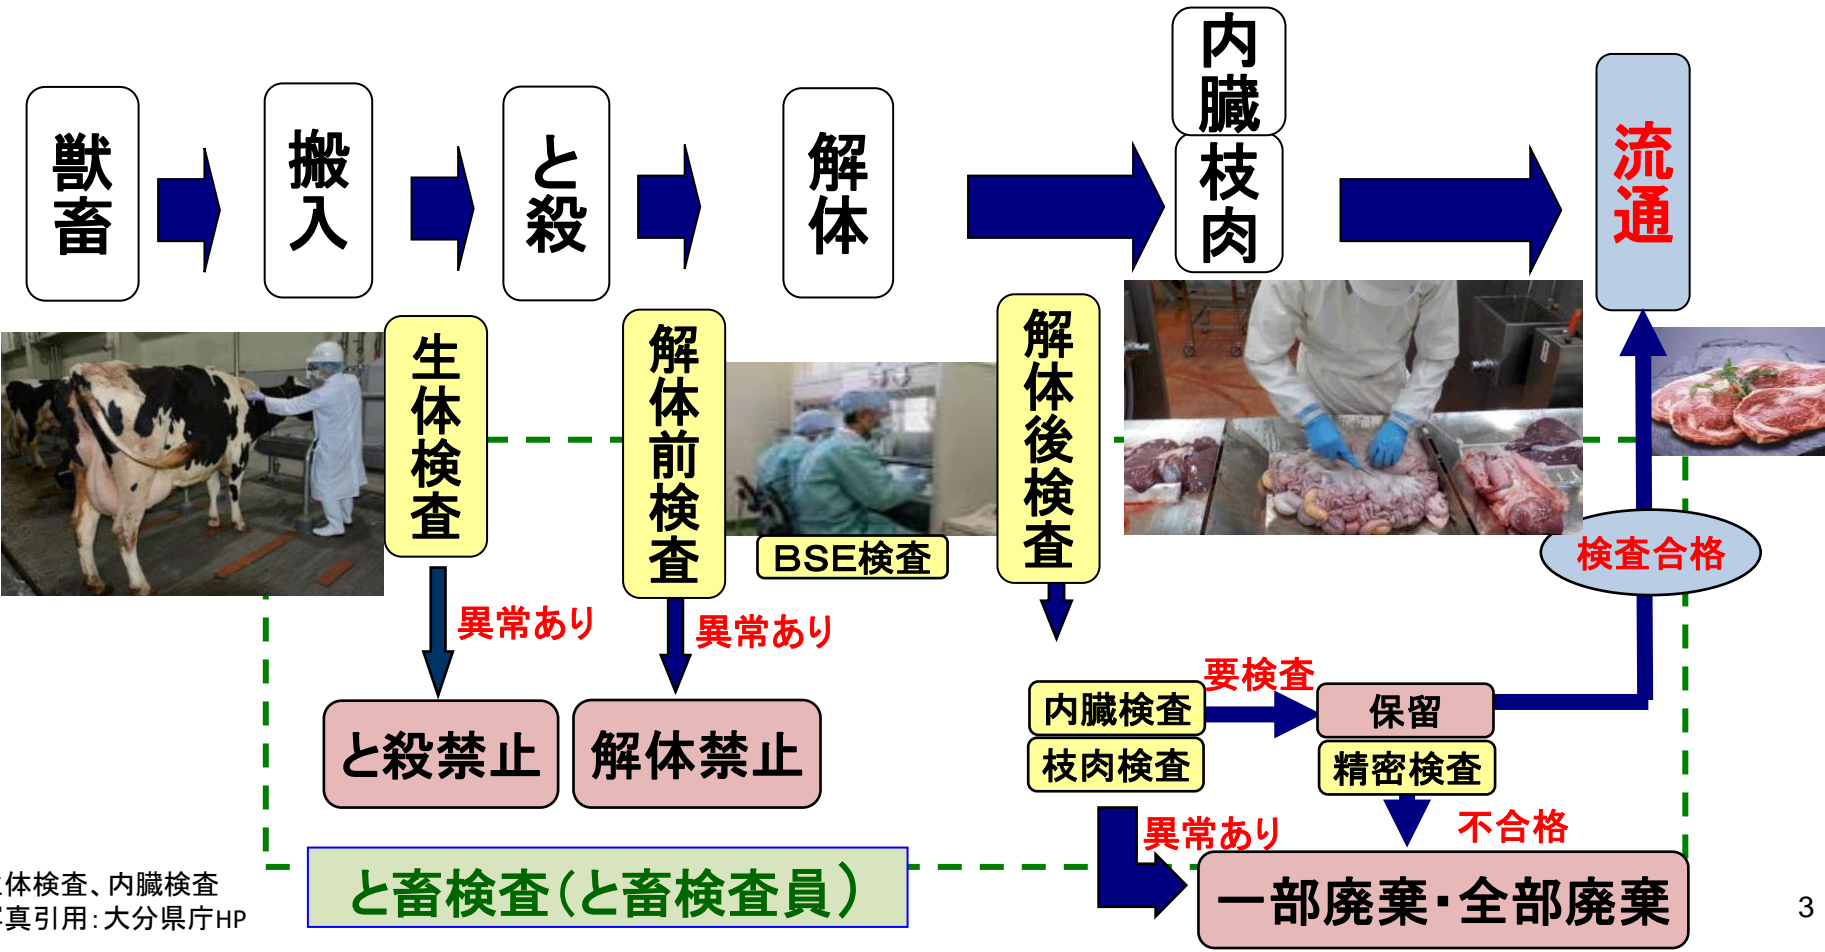 獣畜
搬入
と殺
解体
内臓
枝肉
流通
生体検査
解体前検査
BSE検査
解体後検査
検査合格
異常あり
異常あり
と殺禁止
解体禁止
内臓検査
枝肉検査
要検査
保留
精密検査
異常あり
不合格
一部廃棄・全部廃棄
と畜検査(と畜検査員)
体検査、内臓検査
真引用:大分県庁HP
3